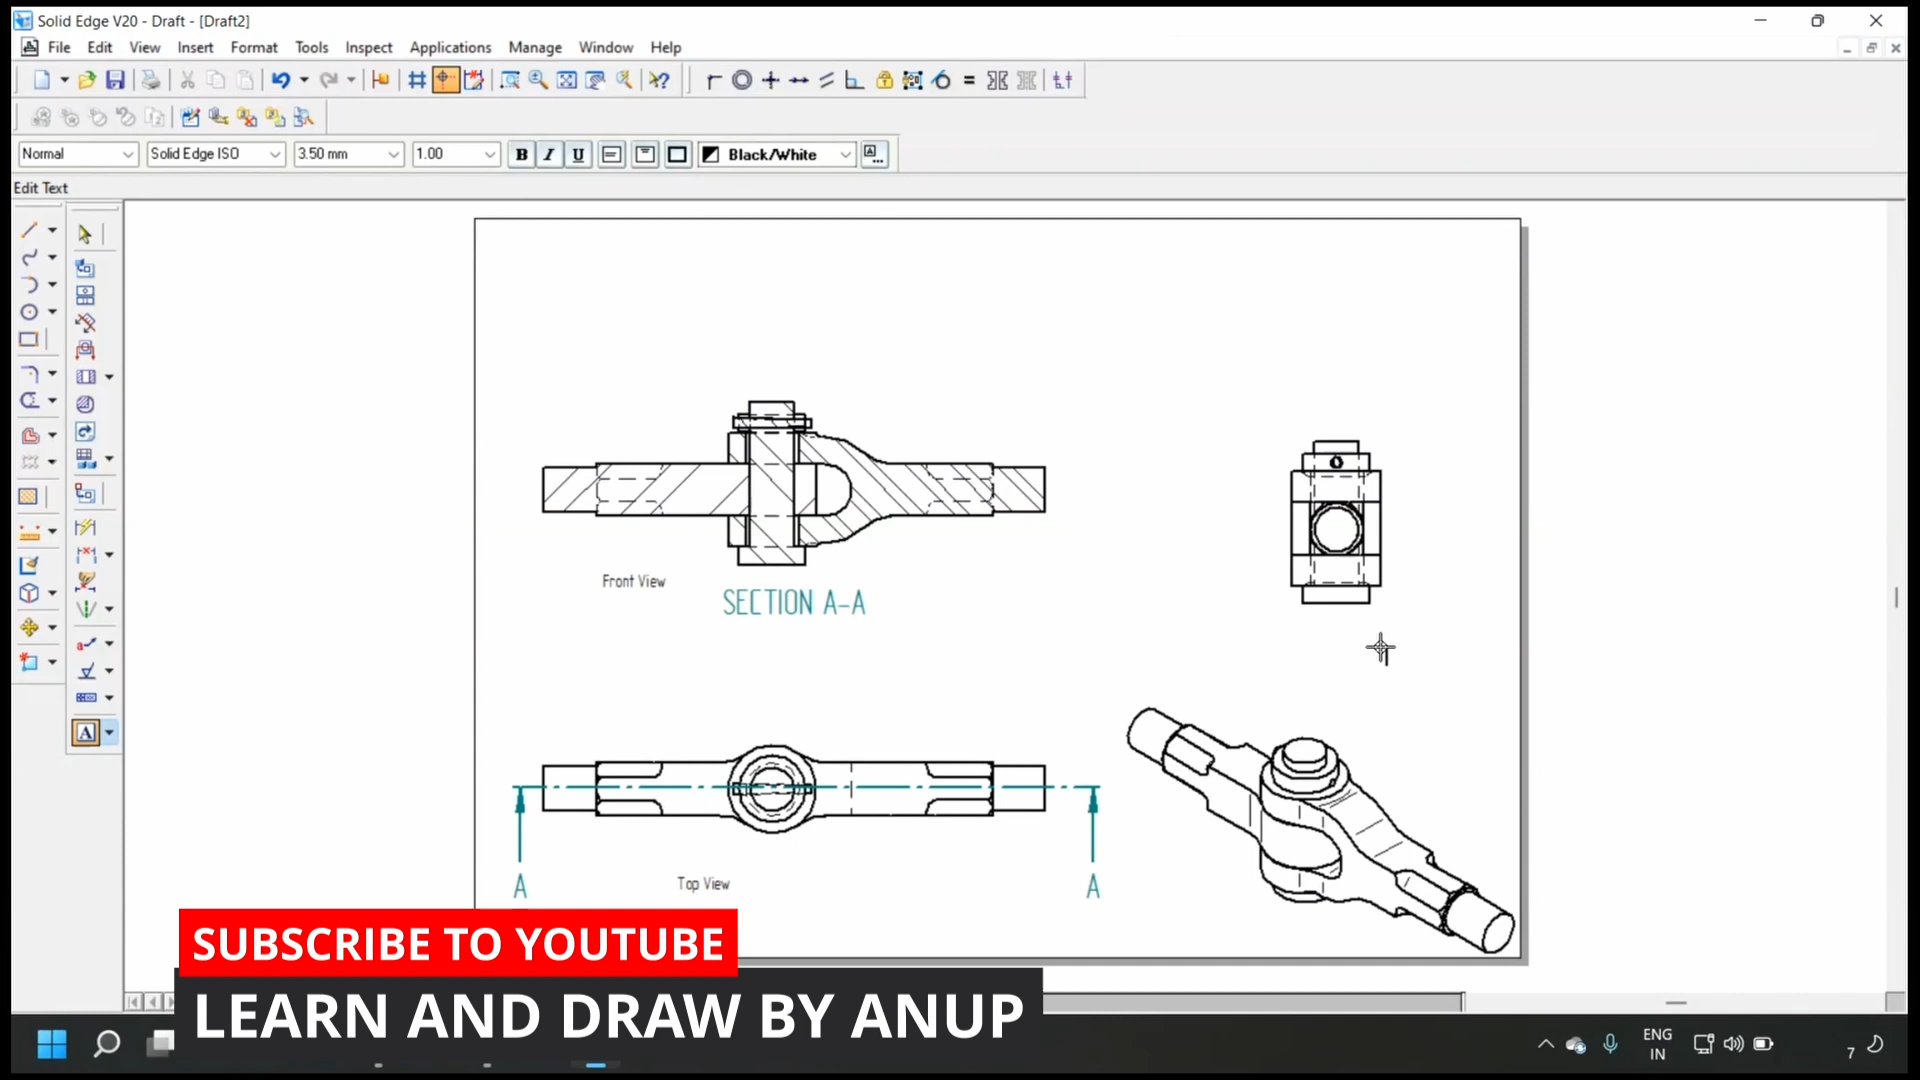 Solid Edge V20 - Draft - [Draft2]
File Edit View Insert Format Tools Inspect Applications Manage Window Help
Normal Solid Edge ISO 3.50 mm 1.00 B I U Black/White A...
Edit Text
Front View
SECTION A-A
A
A
Top View
A
SUBSCRIBE TO YOUTUBE
LEARN AND DRAW BY ANUP
ENG
IN
7